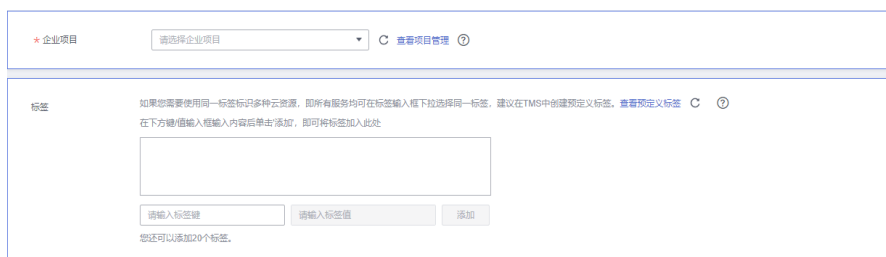 * 企业项目 请选择企业项目 查看项目管理 ?
标签 如果您需要使用同一标签标识多种云资源，即所有服务均可在标签输入框下拉选择同一标签，建议在TMS中创建预定义标签。查看预定义标签 ?
在下方键/值输入框输入内容后单击'添加'，即可将标签加入此处
请输入标签键 请输入标签值 添加
您还可以添加20个标签。